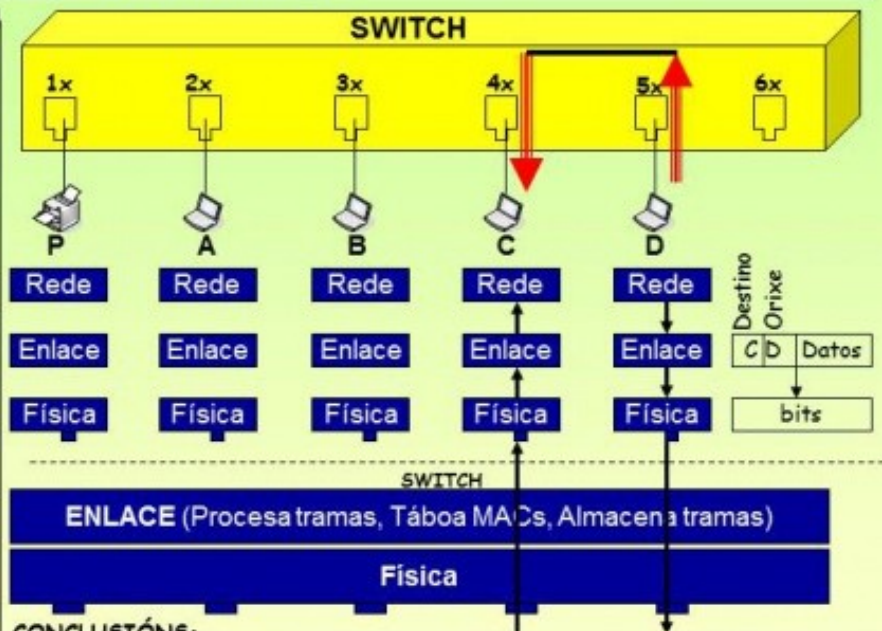 SWITCH
1x 2x 3x 4x 5x 6x
P A B C D
Rede Rede Rede Rede Rede
Destino
Orixe
Enlace Enlace Enlace Enlace Enlace
C D Datos
Física Física Física Física Física
bits
SWITCH
ENLACE (Procesa tramas, Táboa MACs, Almacena tramas)
Física
CONCLUSIÓNS: